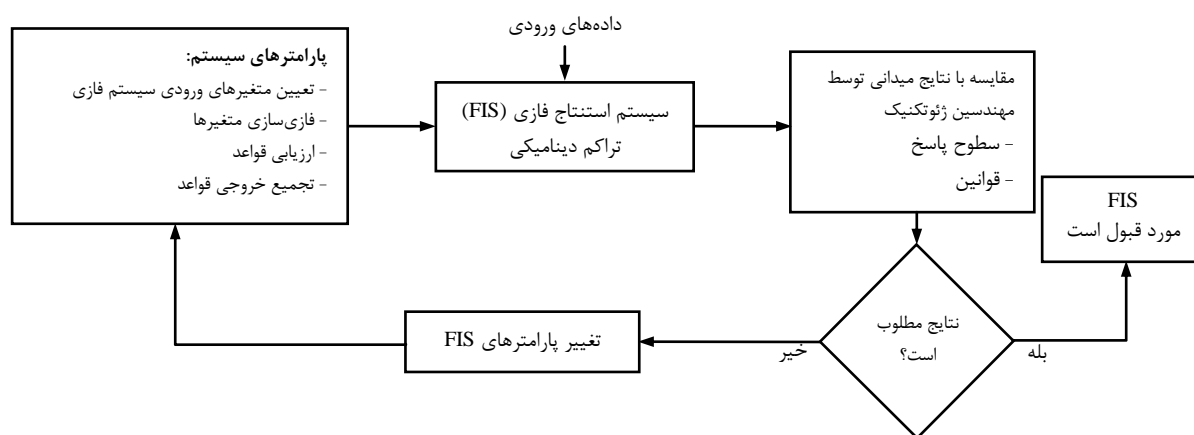 داده‌های ورودی
پارامترهای سیستم:
- تعیین متغیرهای ورودی سیستم فازی
- فازی‌سازی متغیرها
- ارزیابی قواعد
- تجمیع خروجی قواعد
سیستم استنتاج فازی (FIS)
تراکم دینامیکی
مقایسه با نتایج میدانی توسط
مهندسین ژئوتکنیک
- سطوح پاسخ
- قوانین
FIS
مورد قبول است
نتایج مطلوب
است؟
بله
خیر
تغییر پارامترهای FIS